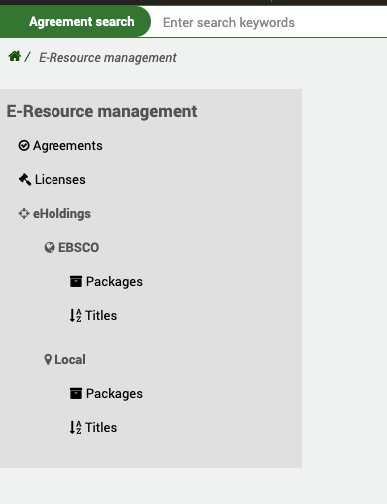 Agreement search Enter search keywords
/ E-Resource management
E-Resource management
Agreements
Licenses
eHoldings
EBSCO
Packages
Titles
Local
Packages
Titles